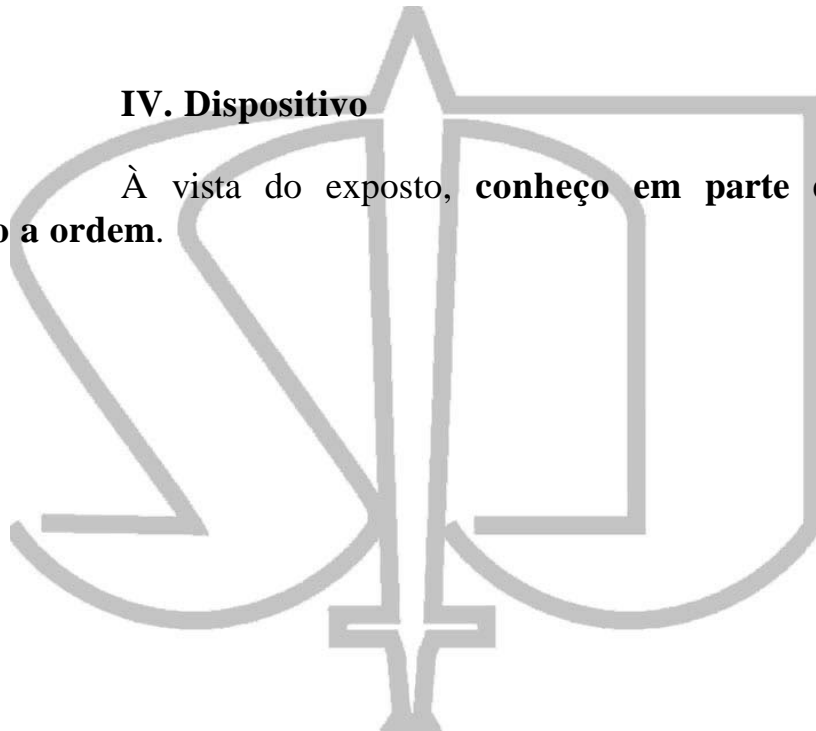 IV. Dispositivo
À vista do exposto, conheço em parte
a ordem.